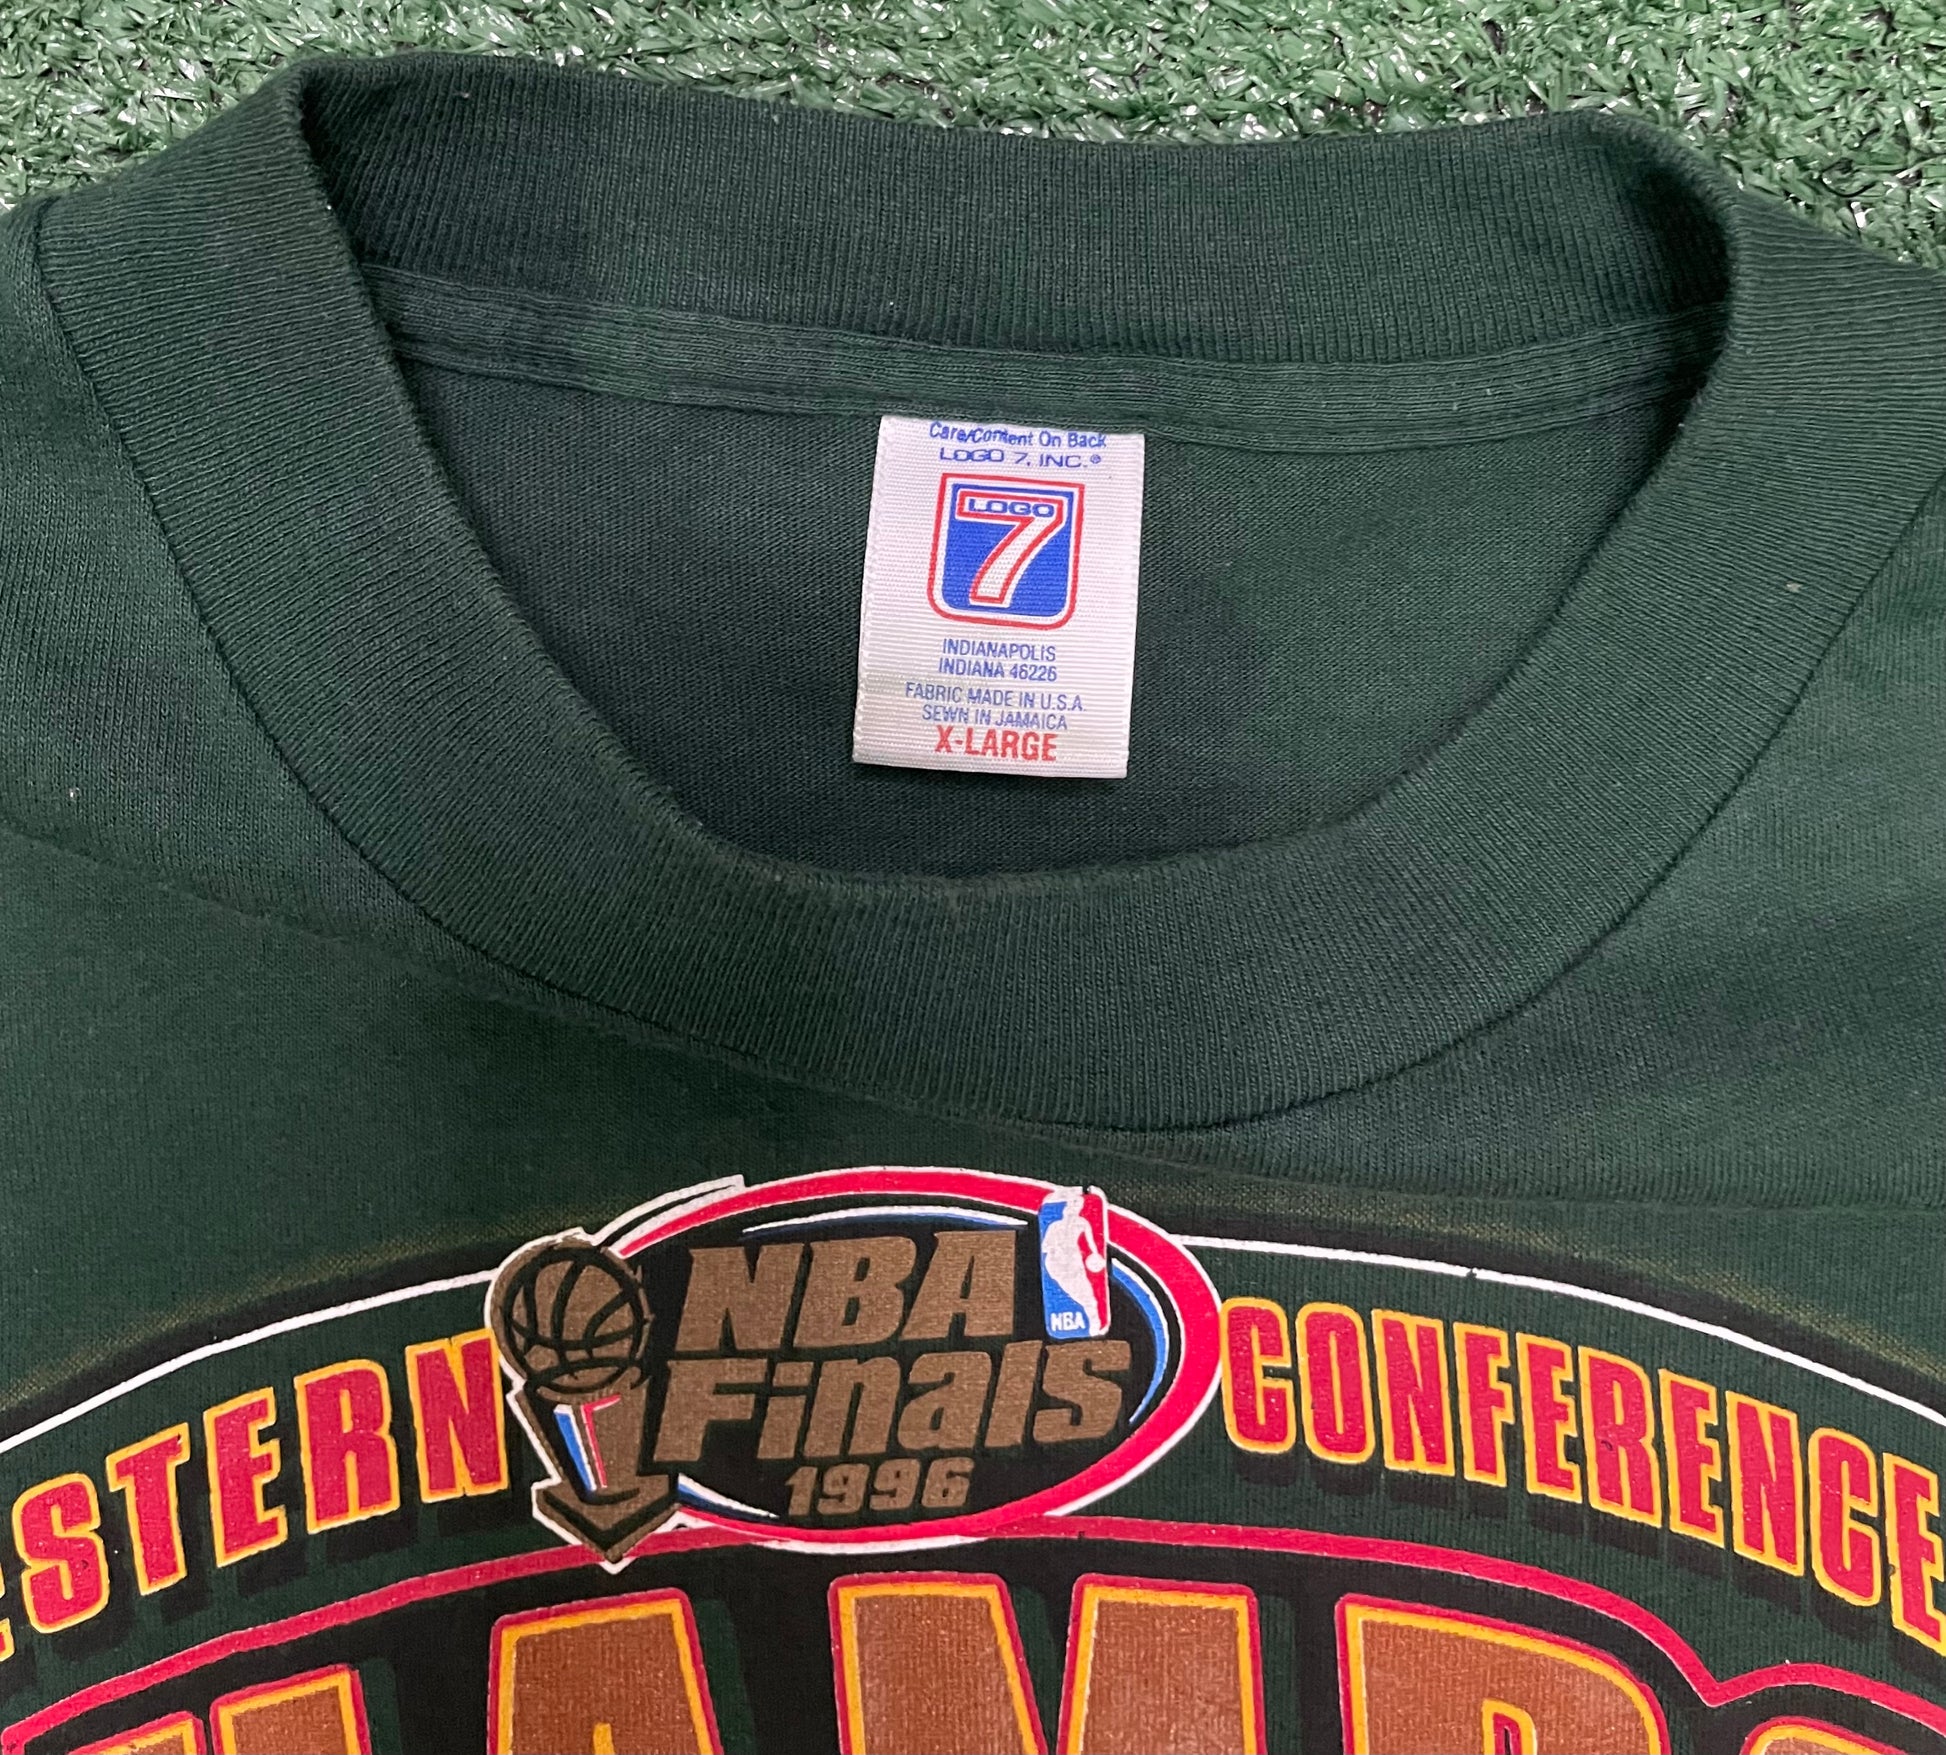 Care/Content On Back
LOGO 7, INC.®
LOGO
7
INDIANAPOLIS
INDIANA 46226
FABRIC MADE IN U.S.A.
SEWN IN JAMAICA
X-LARGE
NBA
NBA
Finals
1996
CONFERENCE